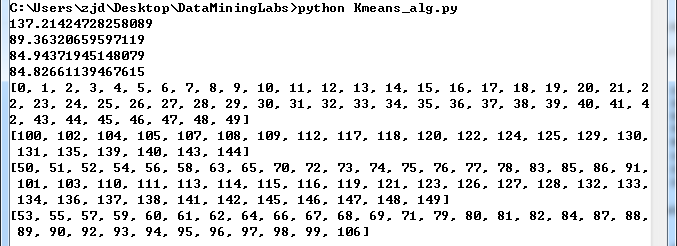 C:\Users\zjd\Desktop\DataMiningLabs>python Kmeans_alg.py
137.21424728258089
89.36320659597119
84.94371945148079
84.82661139467615
[0, 1, 2, 3, 4, 5, 6, 7, 8, 9, 10, 11, 12, 13, 14, 15, 16, 17, 18, 19, 20, 21, 2
2, 23, 24, 25, 26, 27, 28, 29, 30, 31, 32, 33, 34, 35, 36, 37, 38, 39, 40, 41, 4
2, 43, 44, 45, 46, 47, 48, 49]
[100, 102, 104, 105, 107, 108, 109, 112, 117, 118, 120, 122, 124, 125, 129, 130,
131, 135, 139, 140, 143, 144]
[50, 51, 52, 54, 56, 58, 63, 65, 70, 72, 73, 74, 75, 76, 77, 78, 83, 85, 86, 91,
101, 103, 110, 111, 113, 114, 115, 116, 119, 121, 123, 126, 127, 128, 132, 133,
134, 136, 137, 138, 141, 142, 145, 146, 147, 148, 149]
[53, 55, 57, 59, 60, 61, 62, 64, 66, 67, 68, 69, 71, 79, 80, 81, 82, 84, 87, 88,
89, 90, 92, 93, 94, 95, 96, 97, 98, 99, 106]